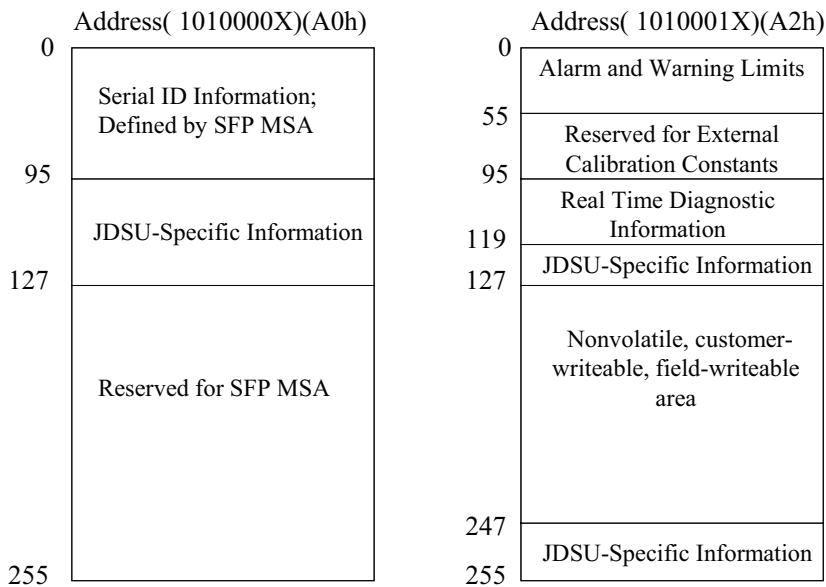 Address( 1010000X)(A0h)
0
Serial ID Information;
Defined by SFP MSA
95
JDSU-Specific Information
127
Reserved for SFP MSA
255
Address( 1010001X)(A2h)
0
Alarm and Warning Limits
55
Reserved for External
Calibration Constants
95
Real Time Diagnostic
Information
119
JDSU-Specific Information
127
Nonvolatile, customer-
writeable, field-writeable
area
247
JDSU-Specific Information
255